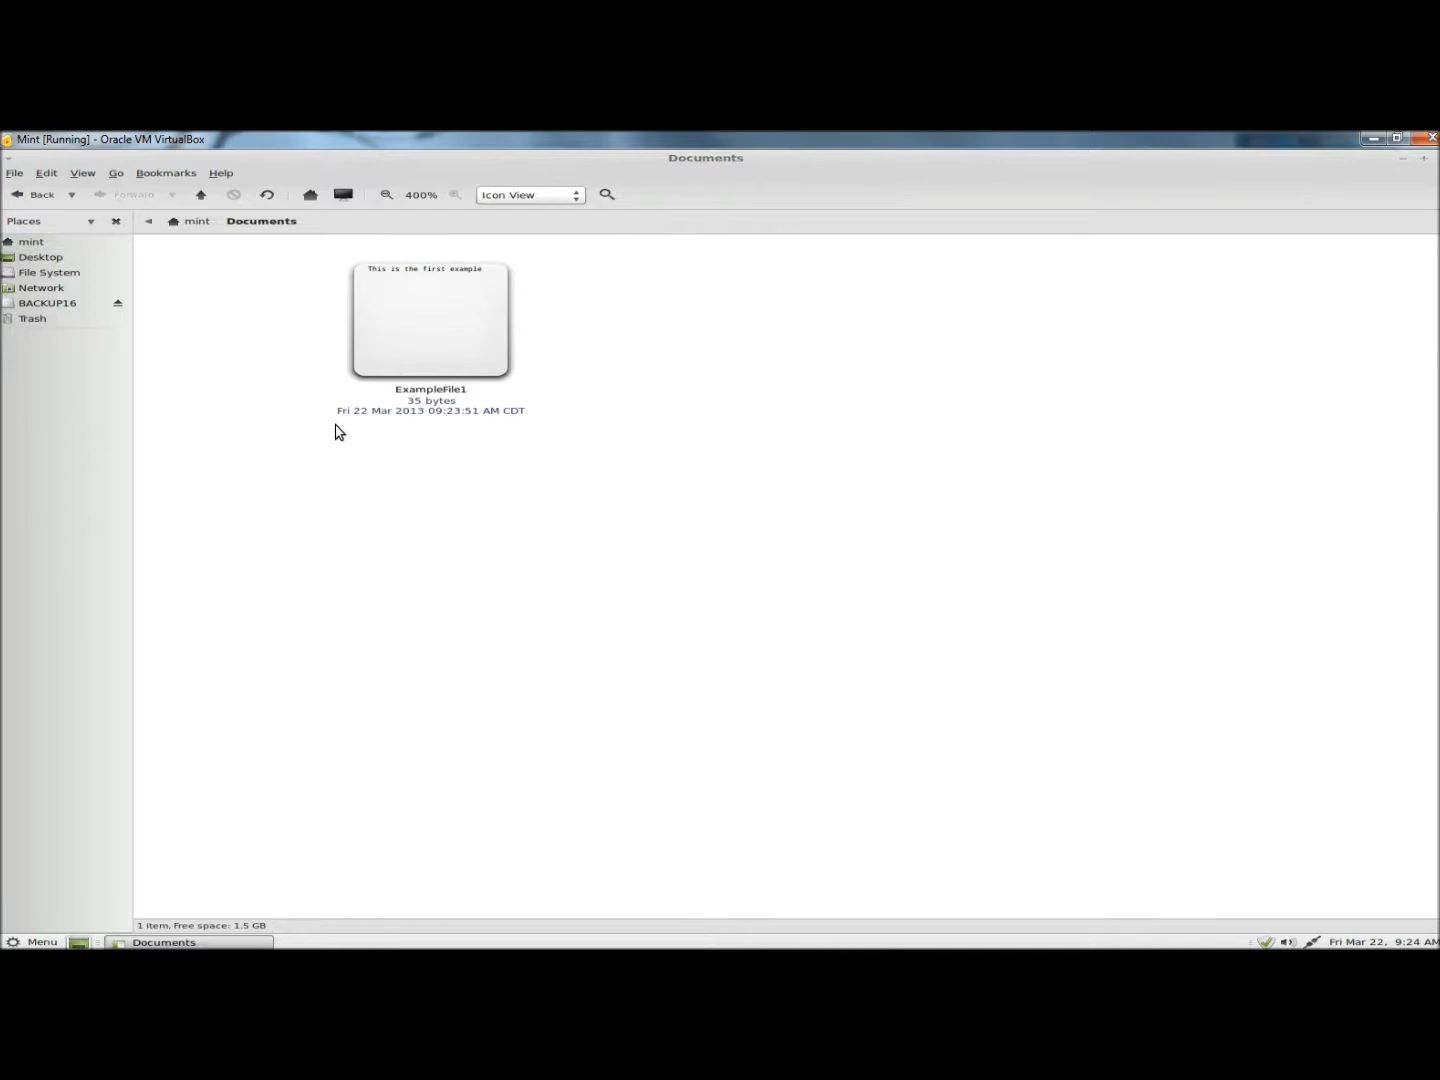 Mint [Running] - Oracle VM VirtualBox
Documents
File Edit View Go Bookmarks Help
Back Forward 400% Icon View
Places mint Documents
mint
Desktop
File System
Network
BACKUP16
Trash
This is the first example
ExampleFile1
35 bytes
Fri 22 Mar 2013 09:23:51 AM CDT
1 item, Free space: 1.5 GB
Menu Documents Fri Mar 22, 9:24 AM